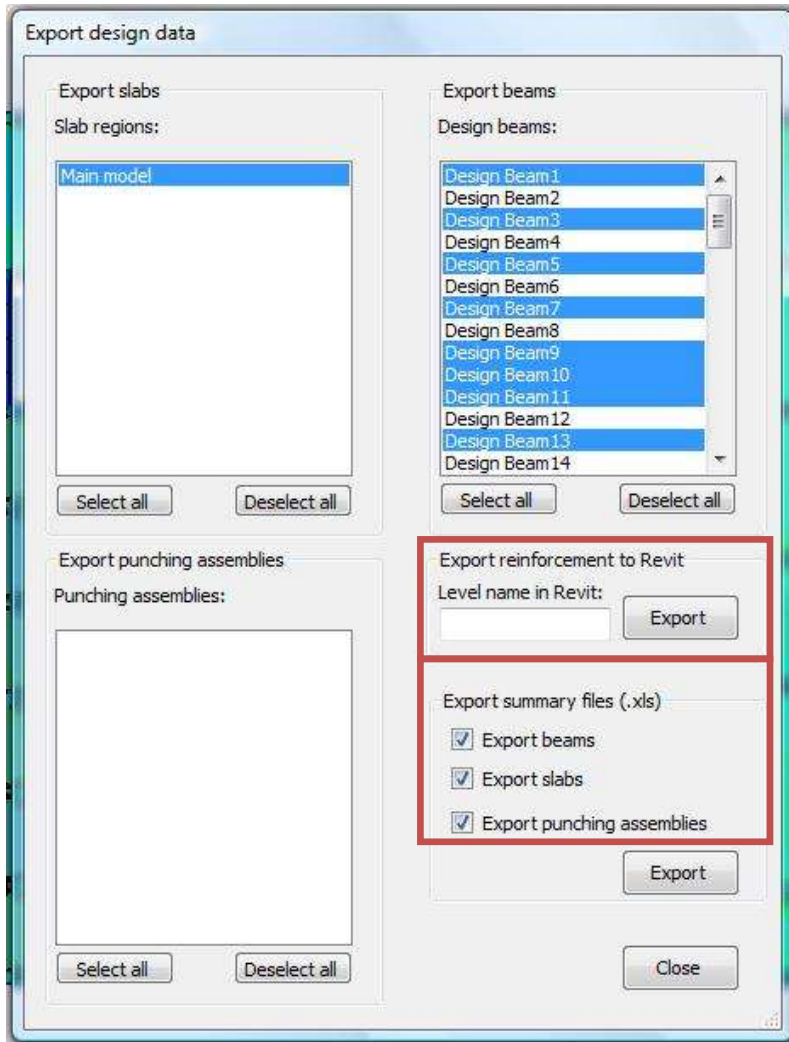 Export design data
Export slabs
Slab regions:
Main model
Select all
Deselect all
Export beams
Design beams:
Design Beam1
Design Beam2
Design Beam3
Design Beam4
Design Beam5
Design Beam6
Design Beam7
Design Beam8
Design Beam9
Design Beam10
Design Beam11
Design Beam12
Design Beam13
Design Beam14
Select all
Deselect all
Export punching assemblies
Punching assemblies:
Select all
Deselect all
Export reinforcement to Revit
Level name in Revit:
Export
Export summary files (.xls)
Export beams
Export slabs
Export punching assemblies
Export
Close